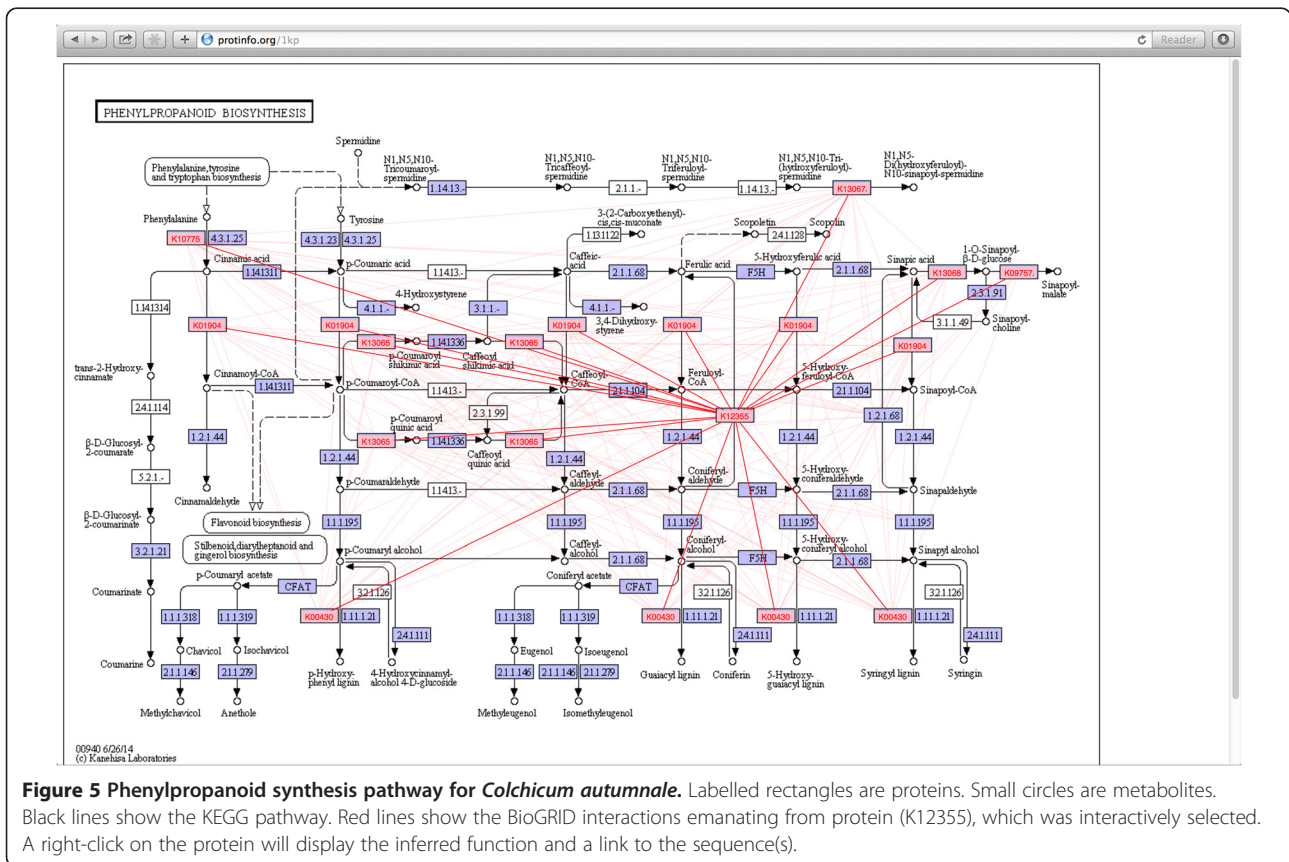 protinfo.org/1kp
Reader
PHENYLPROPANOID BIOSYNTHESIS
Spermidine
Phenylalanine, tyrosine
and tryptophan biosynthesis
N1,N5,N10-
Tricoumaroyl-
spermidine
N1,N5,N10-
Tricaffeoyl-
spermidine
N1,N5,N10-
Triferuloyl-
spermidine
N1,N5,N10-Tri-
(hydroxyferuloyl)-
spermidine
N1,N5-
Di(hydroxyferuloyl)-
N10-sinapoyl-spermidine
1.14.13.-
2.1.1.-
1.14.13.-
K13067.
Phenylalanine
Tyrosine
3-(2-Carboxyethenyl)-
cis,cis-muconate
Scopoletin
Scopolin
1.13.11.22
2.4.1.128
K10775
4.3.1.25
4.3.1.23
4.3.1.25
Cinnamic acid
p-Coumaric acid
Caffeic
acid
Ferulic acid
5-Hydroxyferulic acid
Sinapic acid
1-O-Sinapoyl-
β-D-glucose
1.14.13.11
1.14.13.-
2.1.1.68
F5H
2.1.1.68
K13068
K09757.
Sinapoyl-
malate
4-Hydroxystyrene
2.3.1.91
1.14.13.14
4.1.1.-
3.1.1.-
4.1.1.-
3,4-Dihydroxy-
styrene
3.1.1.49
Sinapoyl-
choline
K01904
K01904
K01904
K01904
K01904
K01904
K13065
1.14.13.36
K13065
p-Coumaroyl
shikimic acid
Caffeoyl
shikimic acid
trans-2-Hydroxy-
cinnamate
Cinnamoyl-CoA
p-Coumaroyl-CoA
Caffeoyl-
CoA
Feruloyl-
CoA
5-Hydroxy-
feruloyl-CoA
Sinapoyl-CoA
1.14.13.11
1.14.13.-
2.1.1.104
2.1.1.104
2.4.1.114
2.3.1.99
K12355
1.2.1.68
p-Coumaroyl
quinic acid
1.2.1.44
K13065
1.14.13.36
K13065
1.2.1.44
1.2.1.44
1.2.1.44
β-D-Glucosyl-
2-coumarate
1.2.1.44
Caffeoyl
quinic acid
1.2.1.44
5.2.1.-
Cinnamaldehyde
p-Coumaraldehyde
1.14.13.-
Caffeyl-
aldehyde
2.1.1.68
Coniferyl-
aldehyde
F5H
5-Hydroxy-
coniferaldehyde
2.1.1.68
Sinapaldehyde
β-D-Glucosyl-
2-coumarinate
Flavonoid biosynthesis
1.1.1.195
1.1.1.195
1.1.1.195
1.1.1.195
1.1.1.195
3.2.1.21
Stilbenoid, diarylheptanoid and
gingerol biosynthesis
p-Coumaryl alcohol
Caffeyl-
alcohol
2.1.1.68
Coniferyl-
alcohol
F5H
5-Hydroxy-
coniferyl alcohol
2.1.1.68
Sinapyl alcohol
p-Coumaryl acetate
Coniferyl acetate
Coumarinate
CFAT
3.2.1.126
CFAT
3.2.1.126
3.2.1.126
1.1.1.318
1.1.1.319
K00430
1.11.1.21
1.1.1.318
1.1.1.319
K00430
1.11.1.21
K00430
1.11.1.21
K00430
1.11.1.21
2.4.1.111
2.4.1.111
2.4.1.111
Coumarine
Chavicol
Isochavicol
Eugenol
Isoeugenol
2.1.1.146
2.1.1.279
p-Hydroxy-
phenyl lignin
4-Hydroxycinnamyl-
alcohol 4-D-glucoside
2.1.1.146
2.1.1.146
2.1.1.279
Guaiacyl lignin
Coniferin
5-Hydroxy-
guaiacyl lignin
Syringyl lignin
Syringin
Methylchavicol
Anethole
Methyleugenol
Isomethyleugenol
00940 6/26/14
(c) Kanehisa Laboratories
Figure 5 Phenylpropanoid synthesis pathway for Colchicum autumnale. Labelled rectangles are proteins. Small circles are metabolites.
Black lines show the KEGG pathway. Red lines show the BioGRID interactions emanating from protein (K12355), which was interactively selected.
A right-click on the protein will display the inferred function and a link to the sequence(s).